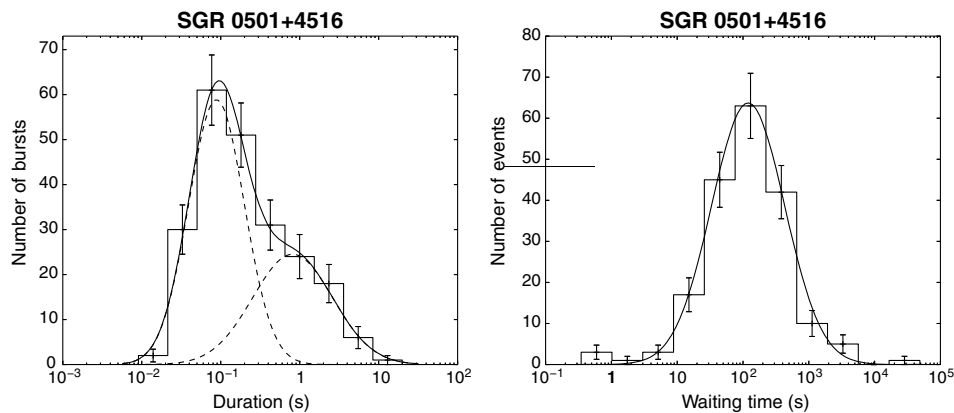 SGR 0501+4516
Number of bursts
70
60
50
40
30
20
10
0
10⁻³ 10⁻² 10⁻¹ 1 10 10²
Duration (s)
SGR 0501+4516
Number of events
80
70
60
50
40
30
20
10
0
10⁻¹ 1 10 10² 10³ 10⁴ 10⁵
Waiting time (s)